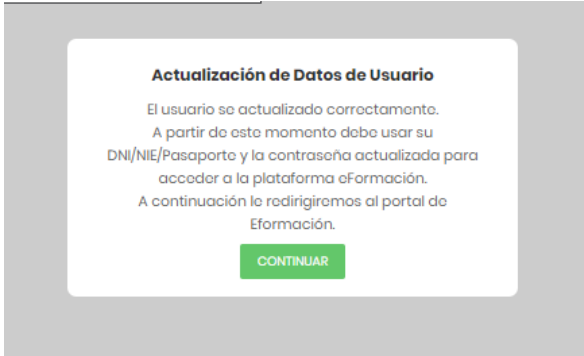 Actualización de Datos de Usuario
El usuario se actualizado correctamente.
A partir de este momento debe usar su
DNI/NIE/Pasaporte y la contraseña actualizada para
acceder a la plataforma eFormación.
A continuación le redirigiremos al portal de
Eformación.
CONTINUAR